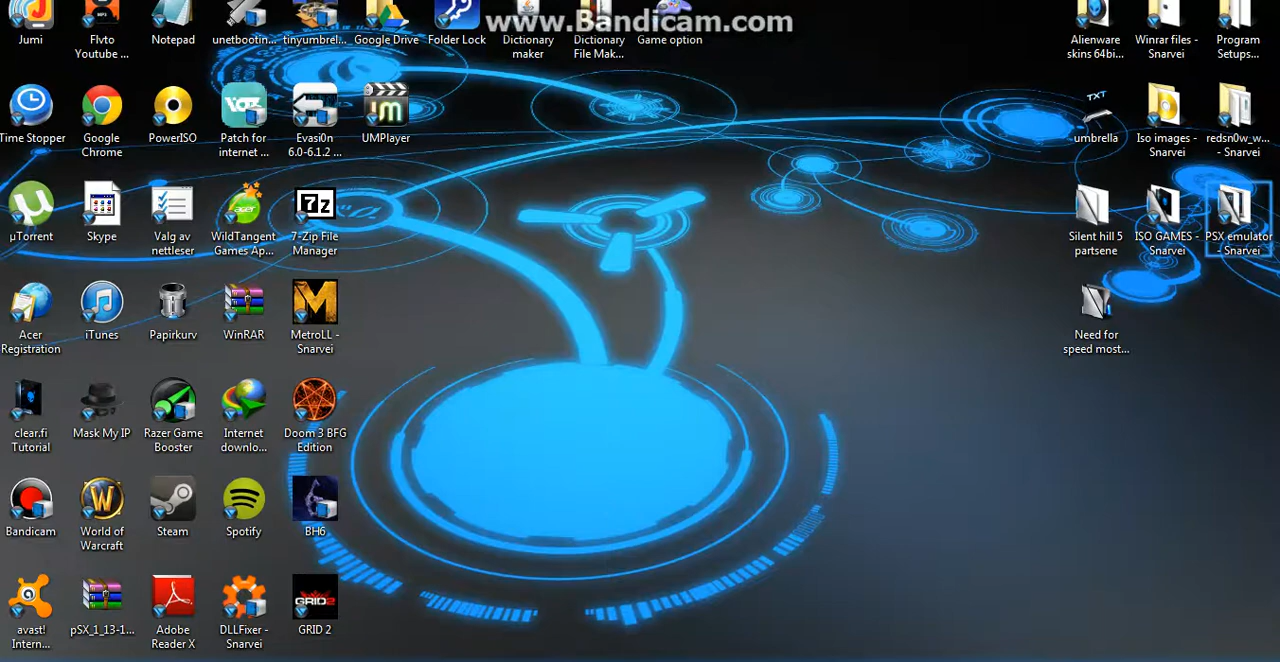 www.Bandicam.com
Jumi
Flvto
Youtube ...
Notepad
unetbootin...
tinyumbrel...
Google Drive
Folder Lock
Dictionary
maker
Dictionary
File Mak...
Game option
Alienware
skins 64bi...
Winrar files -
Snarvei
Program
Setups...
Time Stopper
Google
Chrome
PowerISO
Patch for
internet ...
Evasi0n
6.0-6.1.2 ...
UMPlayer
TXT
umbrella
Iso images -
Snarvei
redsn0w_w...
- Snarvei
µTorrent
Skype
Valg av
nettleser
acer
WildTangent
Games Ap...
7z
7-Zip File
Manager
Silent hill 5
partsene
ISO GAMES -
Snarvei
PSX emulator
- Snarvei
Acer
Registration
iTunes
Papirkurv
WinRAR
MetroLL -
Snarvei
Need for
speed most...
clear.fi
Tutorial
Mask My IP
Razer Game
Booster
Internet
downlo...
Doom 3 BFG
Edition
Bandicam
World of
Warcraft
Steam
Spotify
BH6
avast!
Intern...
pSX_1_13-1...
Adobe
Reader X
DLLFixer -
Snarvei
GRID2
GRID 2